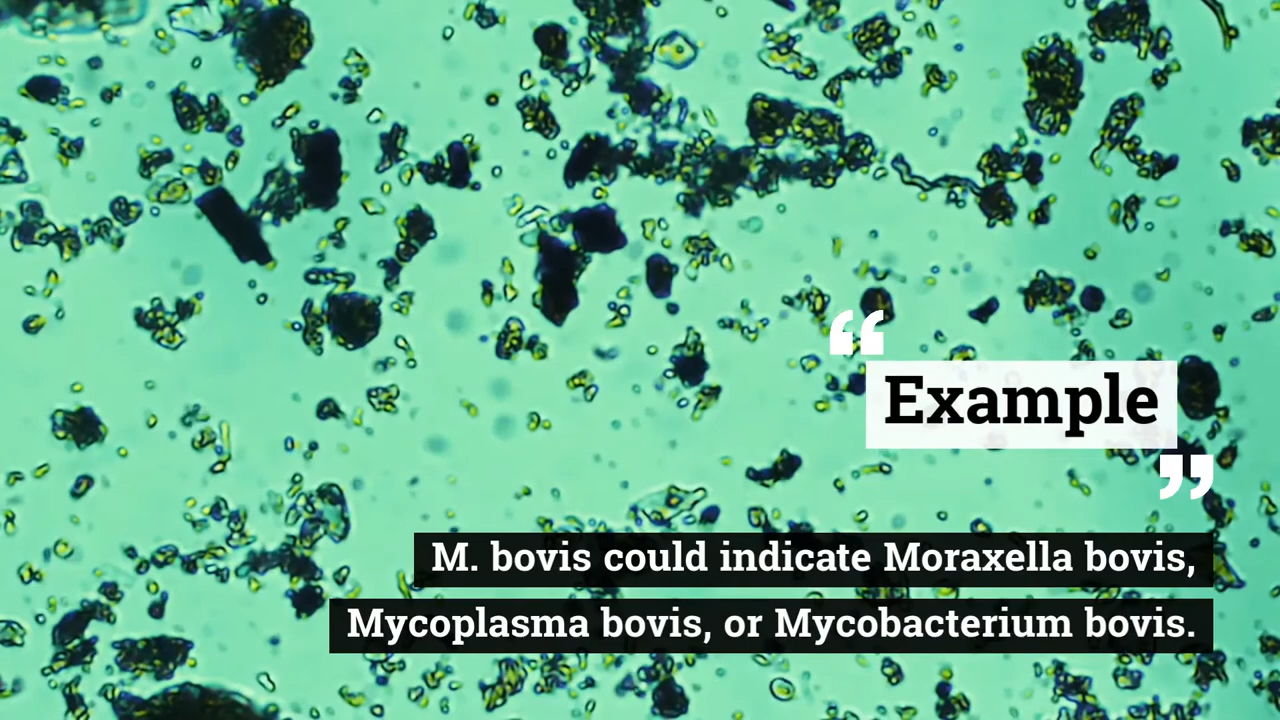 “
Example
”
M. bovis could indicate Moraxella bovis,
Mycoplasma bovis, or Mycobacterium bovis.